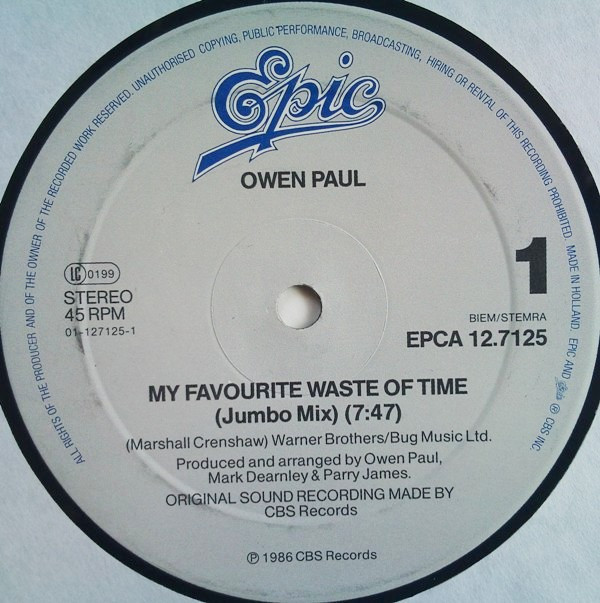 ALL RIGHTS OF THE PRODUCER AND OF THE OWNER OF THE RECORDED WORK RESERVED. UNAUTHORISED COPYING, PUBLIC PERFORMANCE, BROADCASTING, HIRING OR RENTAL OF THIS RECORDING PROHIBITED. MADE IN HOLLAND. EPIC AND Epic ® CBS INC.
Epic
OWEN PAUL
LC 0199
STEREO
45 RPM
01-127125-1
1
BIEM/STEMRA
EPCA 12.7125
MY FAVOURITE WASTE OF TIME
(Jumbo Mix) (7:47)
(Marshall Crenshaw) Warner Brothers/Bug Music Ltd.
Produced and arranged by Owen Paul,
Mark Dearnley & Parry James.
ORIGINAL SOUND RECORDING MADE BY
CBS Records
℗ 1986 CBS Records